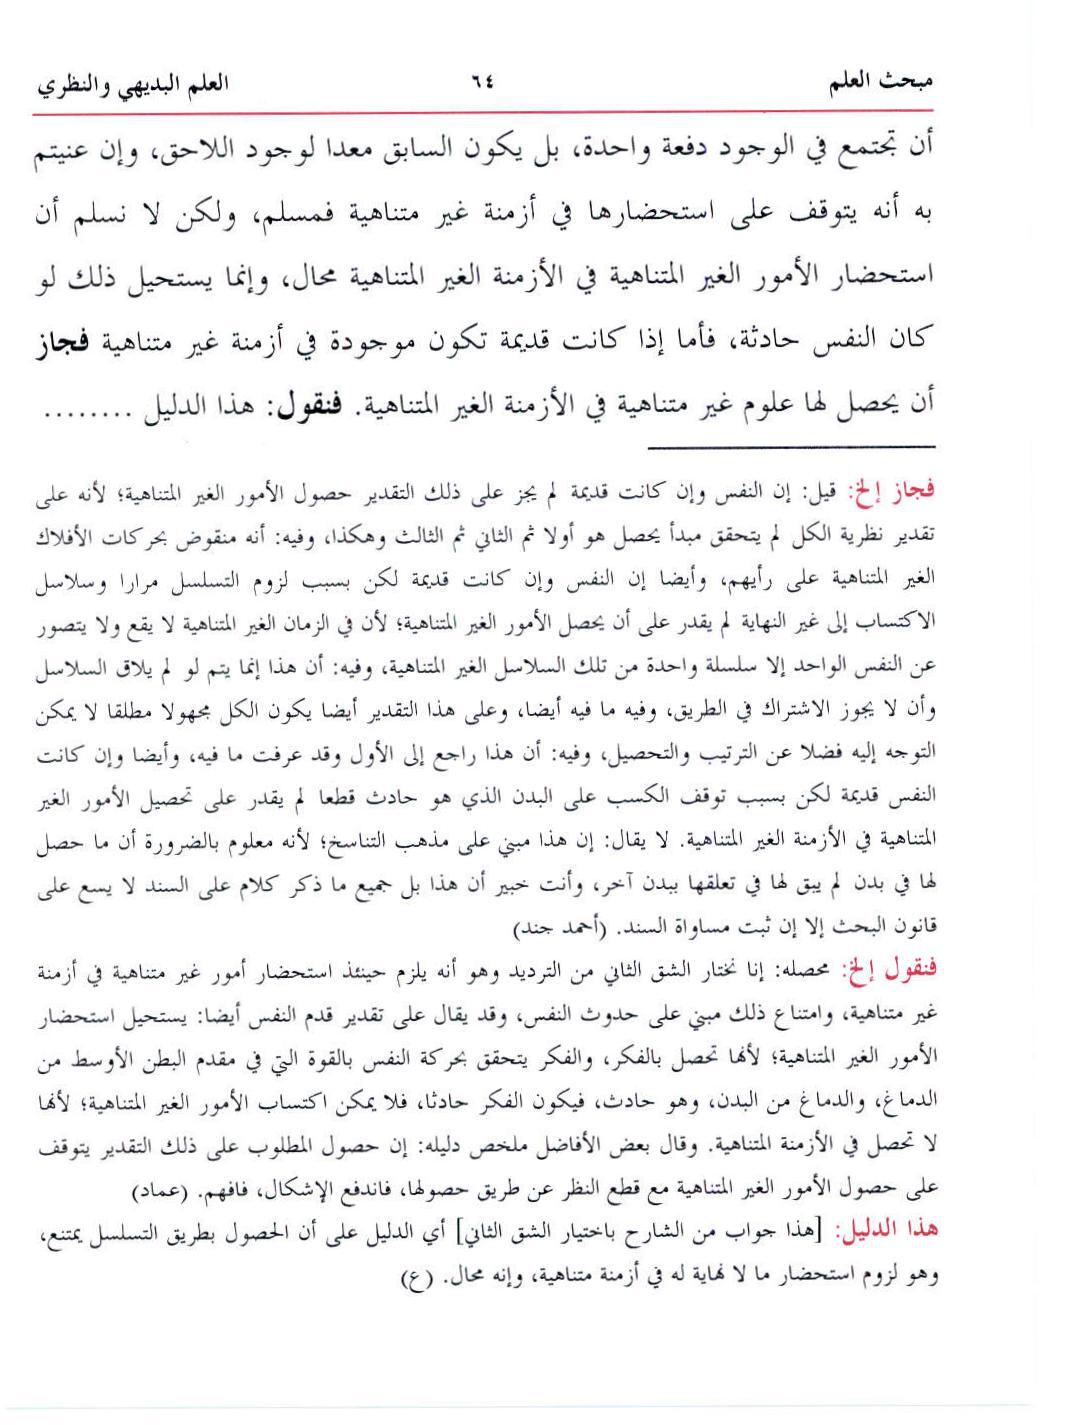 مبحث العلم ٦٤ العلم البديهي والنظري
أن تجتمع في الوجود دفعة واحدة، بل يكون السابق معدا لوجود اللاحق، وإن عنيتم
به أنه يتوقف على استحضارها في أزمنة غير متناهية فمسلم، ولكن لا نسلم أن
استحضار الأمور الغير المتناهية في الأزمنة الغير المتناهية محال، وإنما يستحيل ذلك لو
كان النفس حادثة، فأما إذا كانت قديمة تكون موجودة في أزمنة غير متناهية فجاز
أن يحصل لها علوم غير متناهية في الأزمنة الغير المتناهية. فنقول: هذا الدليل ........
فجاز إلخ: قيل: إن النفس وإن كانت قديمة لم يجز على ذلك التقدير حصول الأمور الغير المتناهية؛ لأنه على
تقدير نظرية الكل لم يتحقق مبدأ يحصل هو أولا ثم الثاني ثم الثالث وهكذا، وفيه: أنه منقوض بحركات الأفلاك
الغير المتناهية على رأيهم، وأيضا إن النفس وإن كانت قديمة لكن بسبب لزوم التسلسل مرارا وسلاسل
الاكتساب إلى غير النهاية لم يقدر على أن يحصل الأمور الغير المتناهية؛ لأن في الزمان الغير المتناهية لا يقع ولا يتصور
عن النفس الواحد إلا سلسلة واحدة من تلك السلاسل الغير المتناهية، وفيه: أن هذا إنما يتم لو لم يلاق السلاسل
وأن لا يجوز الاشتراك في الطريق، وفيه ما فيه أيضا، وعلى هذا التقدير أيضا يكون الكل مجهولا مطلقا لا يمكن
التوجه إليه فضلا عن الترتيب والتحصيل، وفيه: أن هذا راجع إلى الأول وقد عرفت ما فيه، وأيضا وإن كانت
النفس قديمة لكن بسبب توقف الكسب على البدن الذي هو حادث قطعا لم يقدر على تحصيل الأمور الغير
المتناهية في الأزمنة الغير المتناهية. لا يقال: إن هذا مبني على مذهب التناسخ؛ لأنه معلوم بالضرورة أن ما حصل
لها في بدن لم يبق لها في تعلقها ببدن آخر، وأنت خبير أن هذا بل جميع ما ذكر كلام على السند لا يسع على
قانون البحث إلا إن ثبت مساواة السند. (أحمد جند)
فنقول إلخ: محصله: إنا نختار الشق الثاني من الترديد وهو أنه يلزم حينئذ استحضار أمور غير متناهية في أزمنة
غير متناهية، وامتناع ذلك مبني على حدوث النفس، وقد يقال على تقدير قدم النفس أيضا: يستحيل استحضار
الأمور الغير المتناهية؛ لأنها تحصل بالفكر، والفكر يتحقق بحركة النفس بالقوة التي في مقدم البطن الأوسط من
الدماغ، والدماغ من البدن، وهو حادث، فيكون الفكر حادثا، فلا يمكن اكتساب الأمور الغير المتناهية؛ لأنها
لا تحصل في الأزمنة المتناهية. وقال بعض الأفاضل ملخص دليله: إن حصول المطلوب على ذلك التقدير يتوقف
على حصول الأمور الغير المتناهية مع قطع النظر عن طريق حصولها، فاندفع الإشكال، فافهم. (عماد)
هذا الدليل: [هذا جواب من الشارح باختيار الشق الثاني] أي الدليل على أن الحصول بطريق التسلسل يمتنع،
وهو لزوم استحضار ما لا نهاية له في أزمنة متناهية، وإنه محال. (ع)